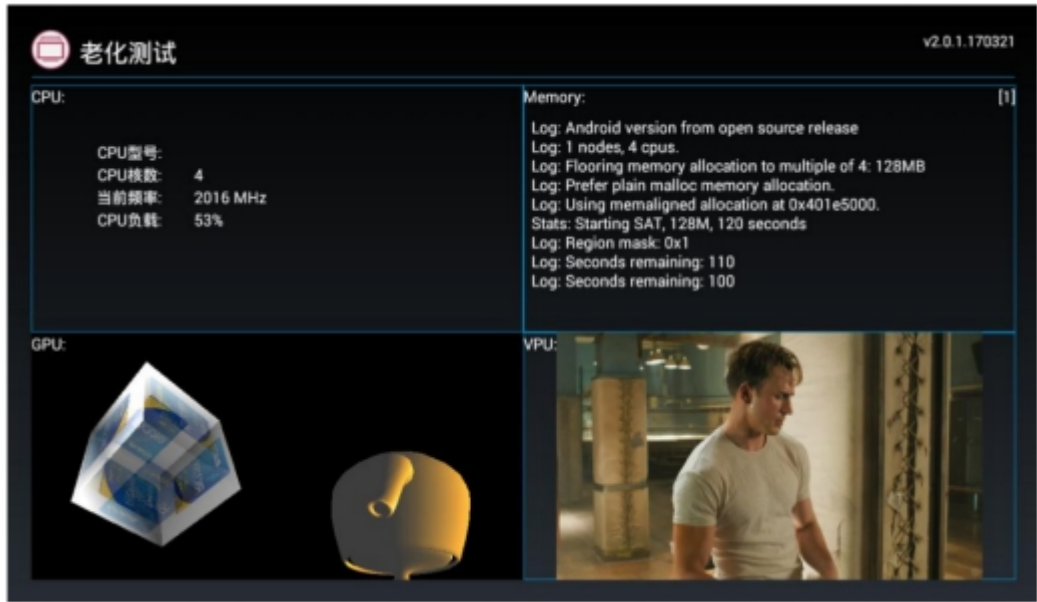 老化测试
v2.0.1.170321
CPU:
CPU型号:
CPU核数: 4
当前频率: 2016 MHz
CPU负载: 53%
Memory: [1]
Log: Android version from open source release
Log: 1 nodes, 4 cpus.
Log: Flooring memory allocation to multiple of 4: 128MB
Log: Prefer plain malloc memory allocation.
Log: Using memaligned allocation at 0x401e5000.
Stats: Starting SAT, 128M, 120 seconds
Log: Region mask: 0x1
Log: Seconds remaining: 110
Log: Seconds remaining: 100
GPU:
VPU: